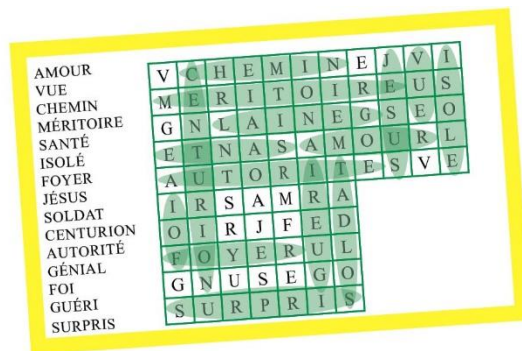 AMOUR
VUE
CHEMIN
MÉRITOIRE
SANTÉ
ISOLÉ
FOYER
JÉSUS
SOLDAT
CENTURION
AUTORITÉ
GÉNIAL
FOI
GUÉRI
SURPRIS
V C H E M I N E J V I
M E R I T O I R E U S
G N L A I N E G S E O
E T N A S A M O U R L
A U T O R I T E S V E
I R S A M R A
O I R J F E D
F O Y E R U L
G N U S E G O
S U R P R I S